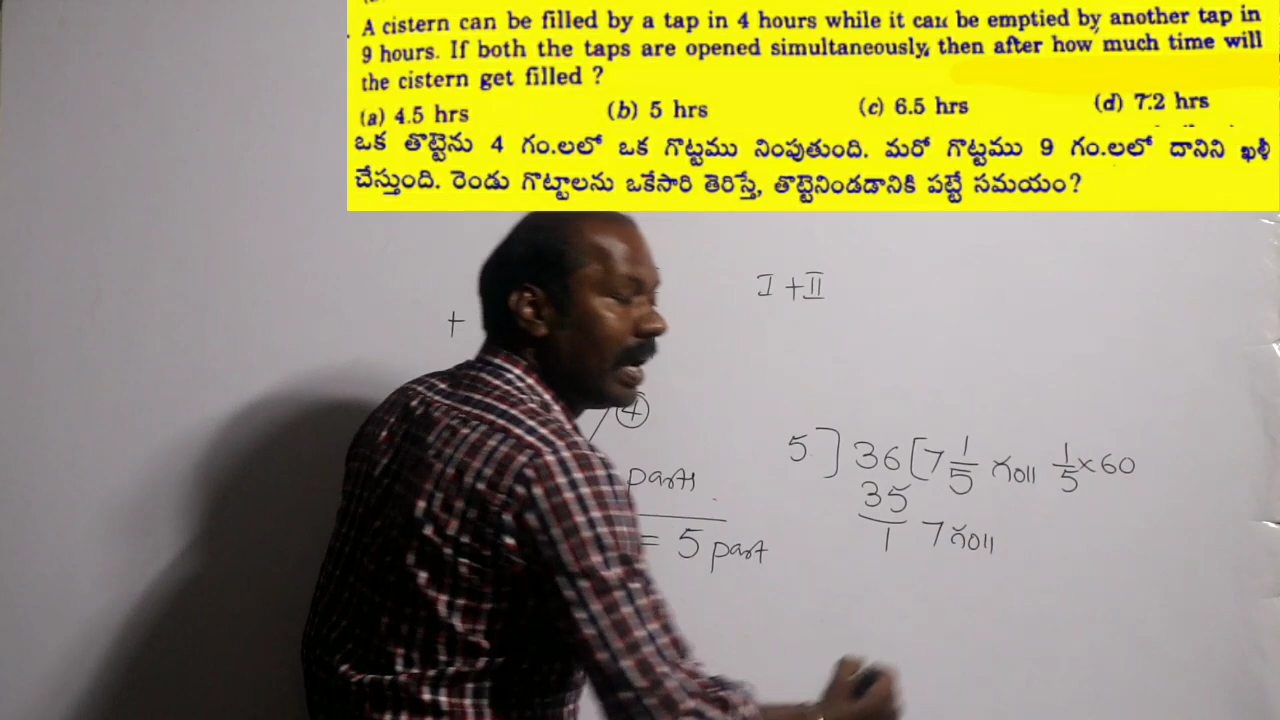 A cistern can be filled by a tap in 4 hours while it can be emptied by another tap in
9 hours. If both the taps are opened simultaneously, then after how much time will
the cistern get filled ?
(a) 4.5 hrs (b) 5 hrs (c) 6.5 hrs (d) 7.2 hrs
ఒక తొట్టెను 4 గం.లలో ఒక గొట్టము నింపుతుంది. మరో గొట్టము 9 గం.లలో దానిని ఖాళీ
చేస్తుంది. రెండు గొట్టాలను ఒకేసారి తెరిస్తే, తొట్టెనిండడానికి పట్టే సమయం?
I + II
+
4
5 ] 36 [ 7 1/5 గం॥ 1/5 × 60
parts
35
= 5 part
1 7 గం॥